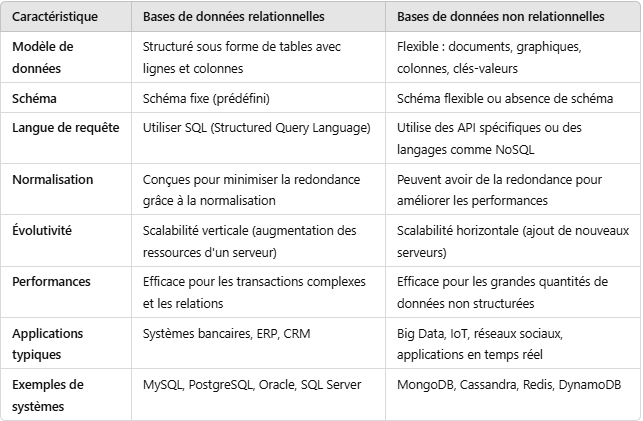 Caractéristique Bases de données relationnelles Bases de données non relationnelles
Modèle de Structuré sous forme de tables avec Flexible : documents, graphiques,
données lignes et colonnes colonnes, clés-valeurs
Schéma Schéma fixe (prédéfini) Schéma flexible ou absence de schéma
Langue de requête Utiliser SQL (Structured Query Language) Utilise des API spécifiques ou des
langages comme NoSQL
Normalisation Conçues pour minimiser la redondance Peuvent avoir de la redondance pour
grâce à la normalisation améliorer les performances
Évolutivité Scalabilité verticale (augmentation des Scalabilité horizontale (ajout de nouveaux
ressources d'un serveur) serveurs)
Performances Efficace pour les transactions complexes Efficace pour les grandes quantités de
et les relations données non structurées
Applications Systèmes bancaires, ERP, CRM Big Data, IoT, réseaux sociaux,
typiques applications en temps réel
Exemples de MySQL, PostgreSQL, Oracle, SQL Server MongoDB, Cassandra, Redis, DynamoDB
systèmes